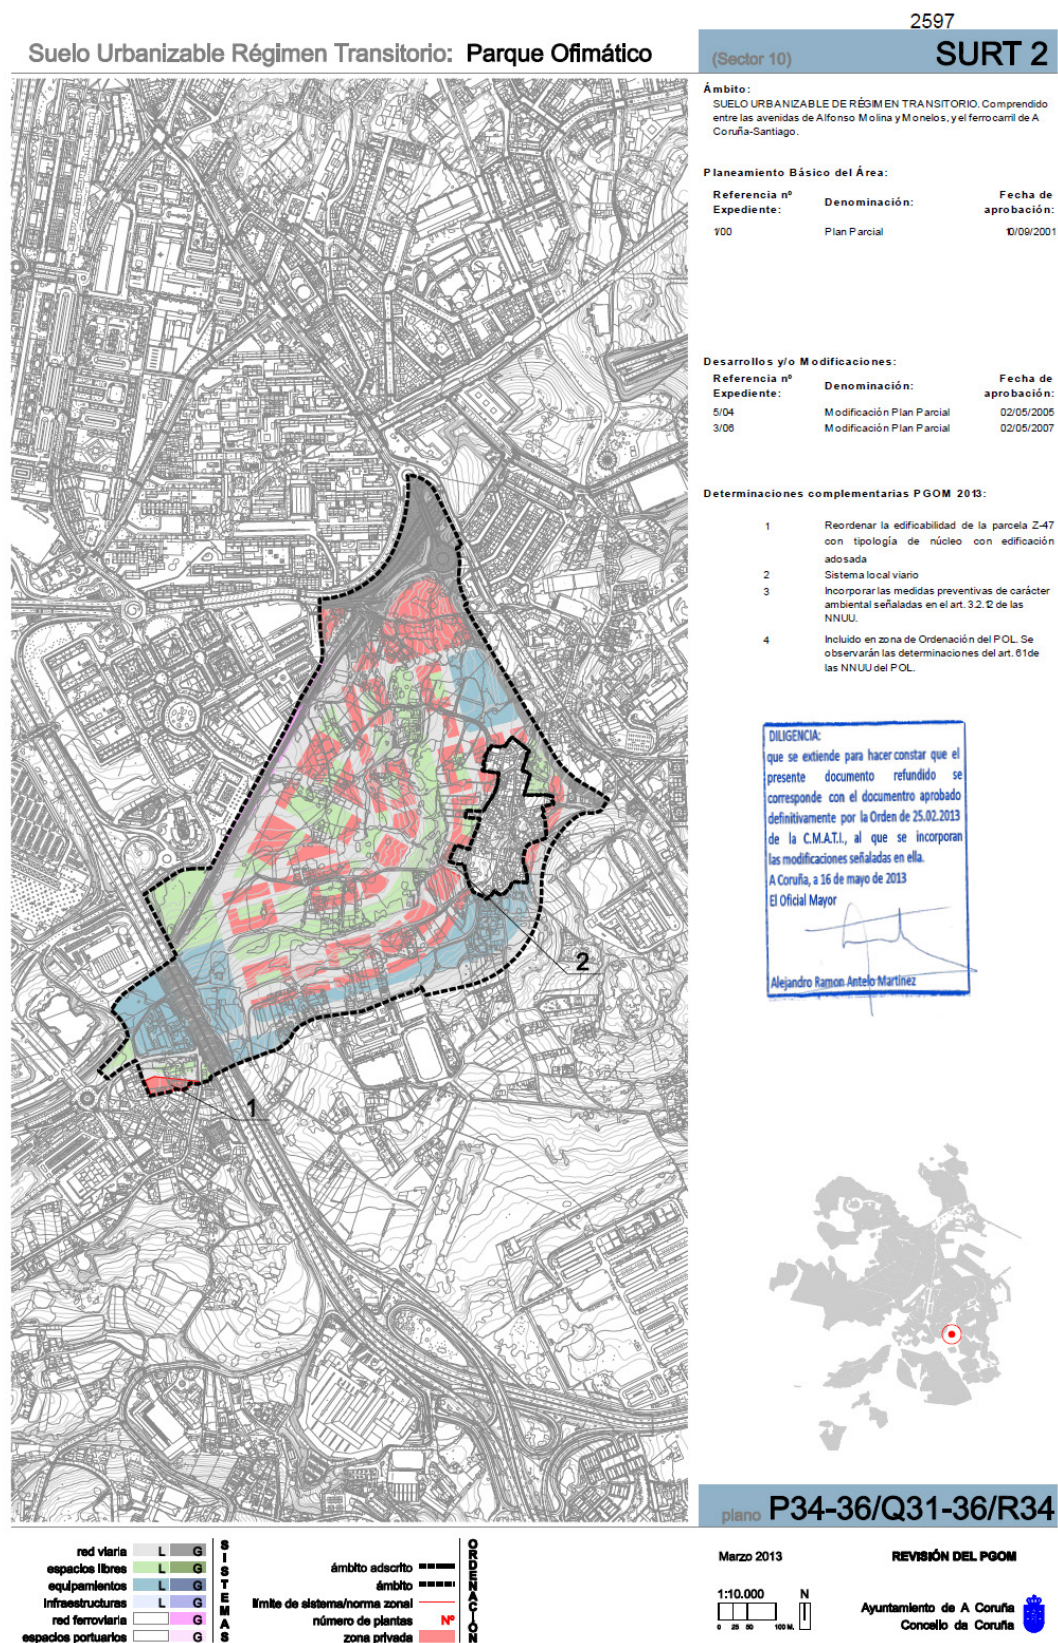 2597
Suelo Urbanizable Régimen Transitorio: Parque Ofimático
(Sector 10) SURT 2
Ámbito:
SUELO URBANIZABLE DE RÉGIMEN TRANSITORIO. Comprendido
entre las avenidas de Alfonso Molina y Monelos, y el ferrocarril de A
Coruña-Santiago.
Planeamiento Básico del Área:
Referencia nº Expediente: Denominación: Fecha de aprobación:
1/00 Plan Parcial 10/09/2001
Desarrollos y/o Modificaciones:
Referencia nº Expediente: Denominación: Fecha de aprobación:
5/04 Modificación Plan Parcial 02/05/2005
3/06 Modificación Plan Parcial 02/05/2007
Determinaciones complementarias PGOM 2013:
1 Reordenar la edificabilidad de la parcela Z-47
con tipología de núcleo con edificación
adosada
2 Sistema local viario
3 Incorporar las medidas preventivas de carácter
ambiental señaladas en el art. 3.2.12 de las
NNUU.
4 Incluido en zona de Ordenación del POL. Se
observarán las determinaciones del art. 61 de
las NNUU del POL.
DILIGENCIA:
que se extiende para hacer constar que el
presente documento refundido se
corresponde con el documentro aprobado
definitivamente por la Orden de 25.02.2013
de la C.M.A.T.I., al que se incorporan
las modificaciones señaladas en ella.
A Coruña, a 16 de mayo de 2013
El Oficial Mayor
Alejandro Ramon Antelo Martinez
2
1
plano P34-36/Q31-36/R34
red viaria L G
espacios libres L G
equipamientos L G
infraestructuras L G
red ferroviaria G
espacios portuarios G
SISTEMAS
ámbito adscrito
ámbito
límite de sistema/norma zonal
número de plantas Nº
zona privada
ORDENACIÓN
Marzo 2013
REVISIÓN DEL PGOM
1:10.000 N
0 25 50 100 M.
Ayuntamiento de A Coruña
Concello da Coruña